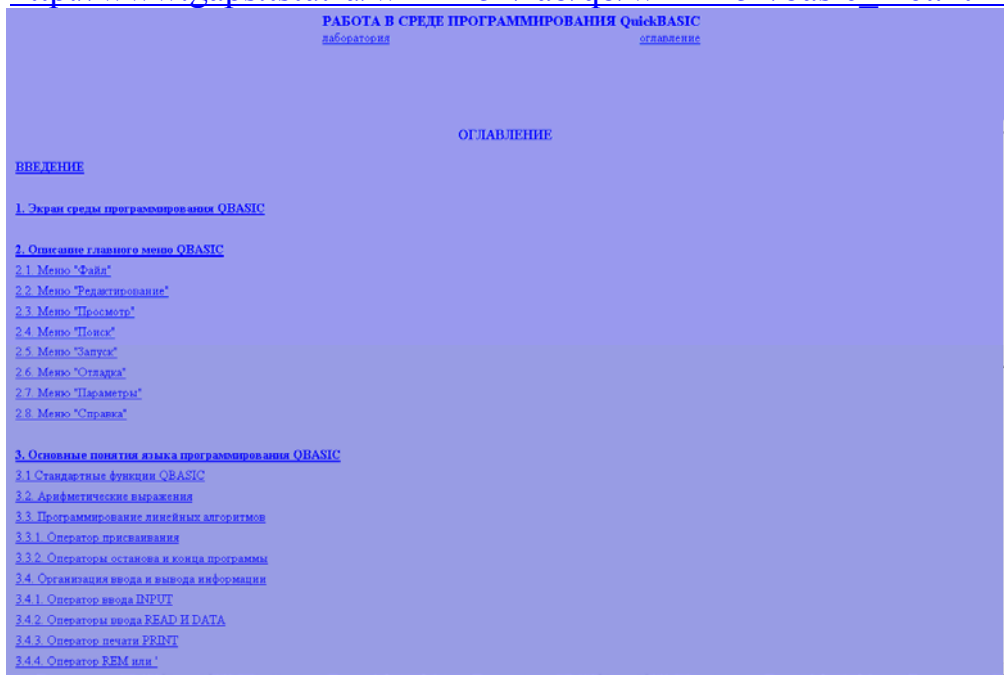 РАБОТА В СРЕДЕ ПРОГРАММИРОВАНИЯ QuickBASIC
лаборатория оглавление
ОГЛАВЛЕНИЕ
ВВЕДЕНИЕ
1. Экран среды программирования QBASIC
2. Описание главного меню QBASIC
2.1. Меню "Файл"
2.2. Меню "Редактирование"
2.3. Меню "Просмотр"
2.4. Меню "Поиск"
2.5. Меню "Запуск"
2.6. Меню "Отладка"
2.7. Меню "Параметры"
2.8. Меню "Справка"
3. Основные понятия языка программирования QBASIC
3.1 Стандартные функции QBASIC
3.2. Арифметические выражения
3.3. Программирование линейных алгоритмов
3.3.1. Оператор присваивания
3.3.2. Операторы останова и конца программы
3.4. Организация ввода и вывода информации
3.4.1. Оператор ввода INPUT
3.4.2. Операторы ввода READ И DATA
3.4.3. Оператор печати PRINT
3.4.4. Оператор REM или '